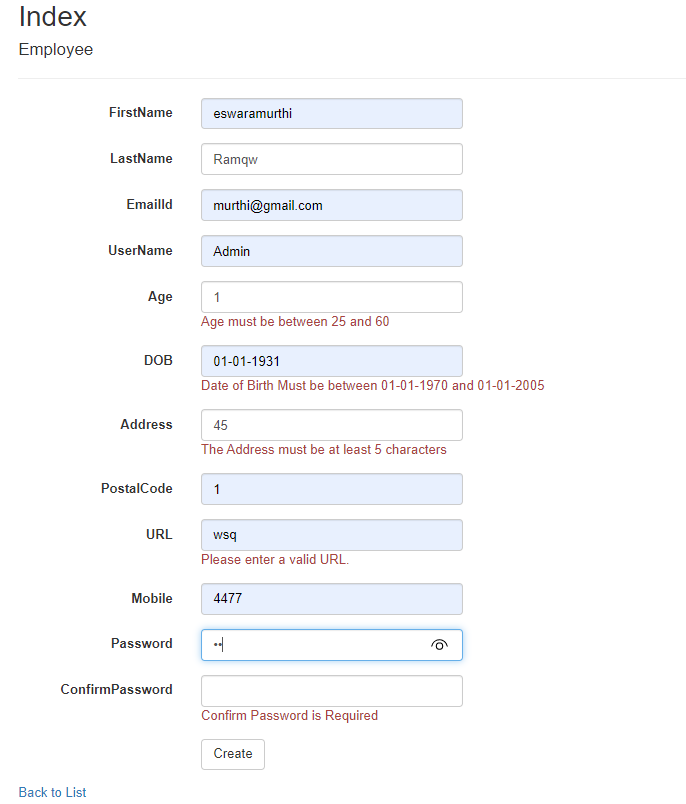 Index
Employee
FirstName eswaramurthi
LastName Ramqw
EmailId murthi@gmail.com
UserName Admin
Age 1
Age must be between 25 and 60
DOB 01-01-1931
Date of Birth Must be between 01-01-1970 and 01-01-2005
Address 45
The Address must be at least 5 characters
PostalCode 1
URL wsq
Please enter a valid URL.
Mobile 4477
Password ••
ConfirmPassword
Confirm Password is Required
Create
Back to List